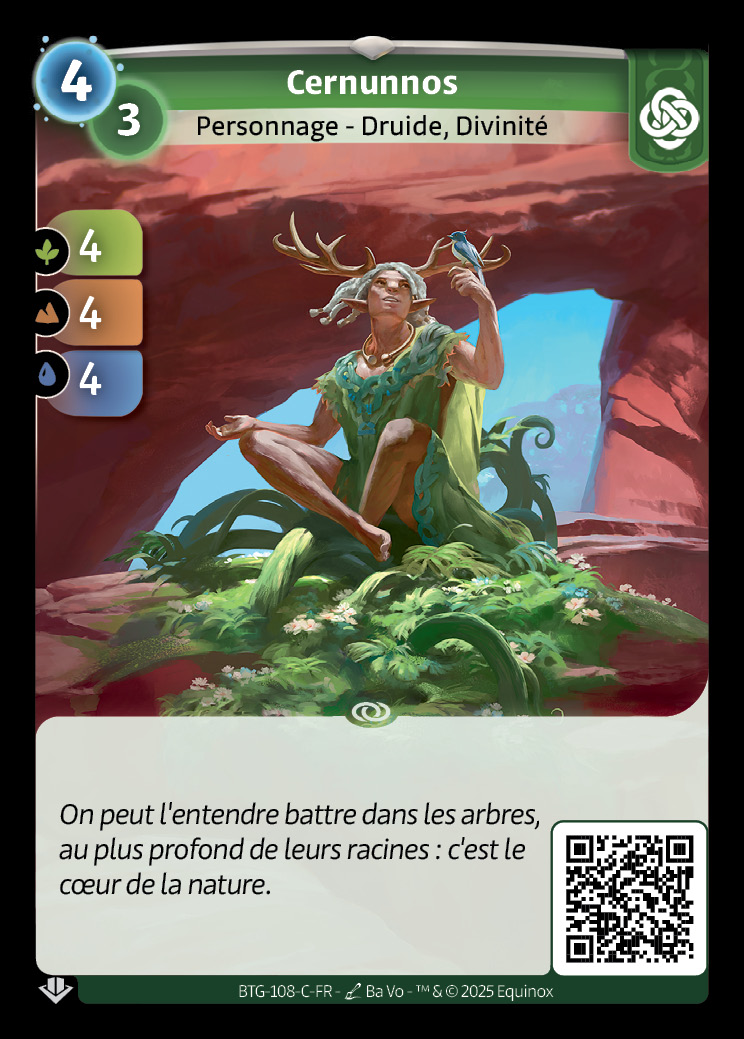 4
Cernunnos
3
Personnage - Druide, Divinité
4
4
4
On peut l'entendre battre dans les arbres,
au plus profond de leurs racines : c'est le
cœur de la nature.
BTG-108-C-FR - Ba Vo - ™ & © 2025 Equinox